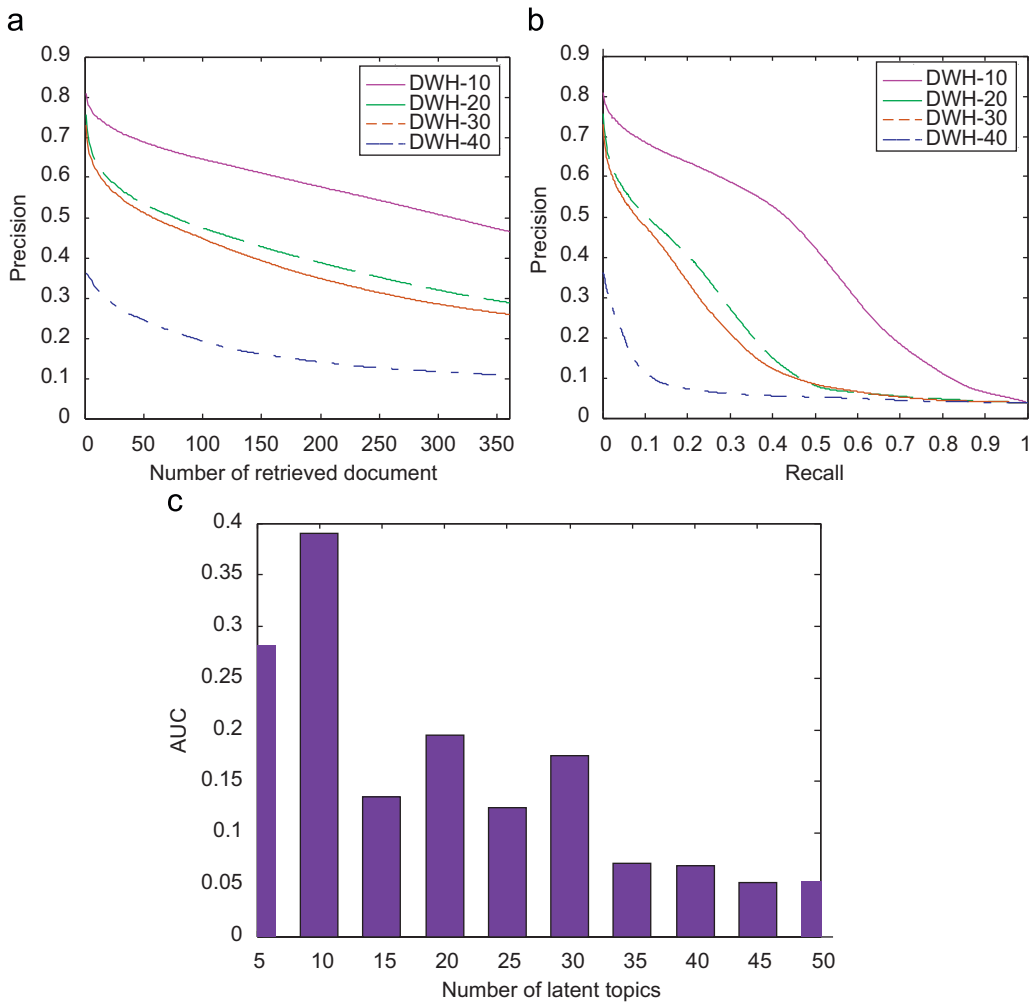 a
0.9
0.8
0.7
0.6
0.5
0.4
0.3
0.2
0.1
0
Precision
DWH-10
DWH-20
DWH-30
DWH-40
0 50 100 150 200 250 300 350
Number of retrieved document
b
0.9
0.8
0.7
0.6
0.5
0.4
0.3
0.2
0.1
0
Precision
DWH-10
DWH-20
DWH-30
DWH-40
0 0.1 0.2 0.3 0.4 0.5 0.6 0.7 0.8 0.9 1
Recall
c
0.4
0.35
0.3
0.25
0.2
0.15
0.1
0.05
0
AUC
5 10 15 20 25 30 35 40 45 50
Number of latent topics